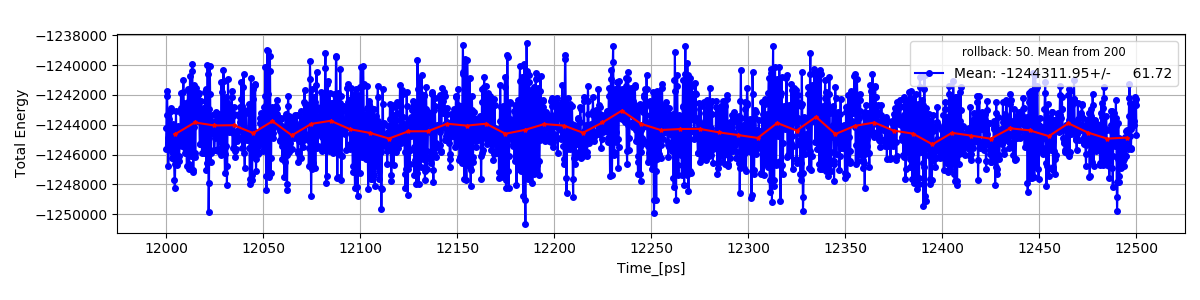 −1238000
−1240000
−1242000
−1244000
−1246000
−1248000
−1250000
Total Energy
rollback: 50. Mean from 200
Mean: -1244311.95+/- 61.72
12000 12050 12100 12150 12200 12250 12300 12350 12400 12450 12500
Time_[ps]